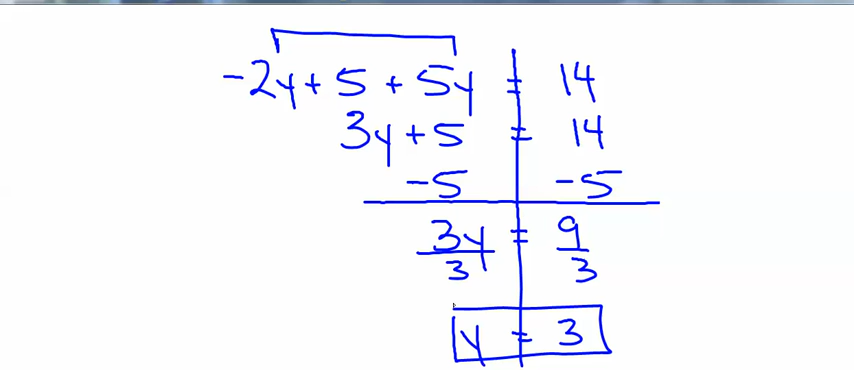 -2y + 5 + 5y = 14
3y + 5 = 14
-5 -5
3y/3 = 9/3
y = 3